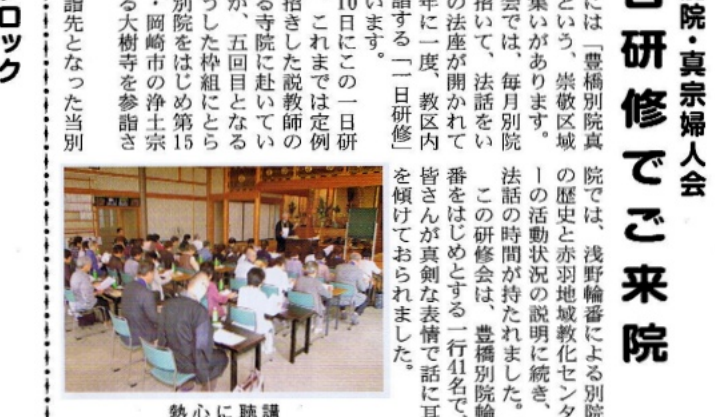 院・真宗婦人会
日研修でご来院
には「豊橋別院真
という、崇敬区域
集いがあります。
会では、毎月別院
招いて、法話をい
の法座が開かれて
年に一度、教区内
詣する「一日研修」
います。
10日にこの一日研
これまでは定例
招きした説教師の
る寺院に赴いてい
が、五回目となる
うした枠組にとら
別院をはじめ第15
・岡崎市の浄土宗
る大樹寺を参詣さ
詣先となった当別
院では、浅野輪番による別院
の歴史と赤羽地域教化センタ
ーの活動状況の説明に続き、
法話の時間が持たれました。
この研修会は、豊橋別院輪
番をはじめとする一行41名で、
皆さんが真剣な表情で話に耳
を傾けておられました。
熱心に聴講
ロック